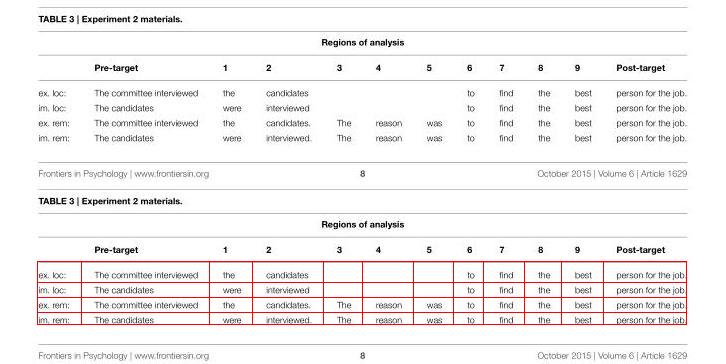 TABLE 3 | Experiment 2 materials.
Regions of analysis
Pre-target 1 2 3 4 5 6 7 8 9 Post-target
ex. loc: The committee interviewed the candidates to find the best person for the job.
im. loc: The candidates were interviewed to find the best person for the job.
ex. rem: The committee interviewed the candidates. The reason was to find the best person for the job.
im. rem: The candidates were interviewed. The reason was to find the best person for the job.
Frontiers in Psychology | www.frontiersin.org 8 October 2015 | Volume 6 | Article 1629
TABLE 3 | Experiment 2 materials.
Regions of analysis
Pre-target 1 2 3 4 5 6 7 8 9 Post-target
ex. loc: The committee interviewed the candidates to find the best person for the job.
im. loc: The candidates were interviewed to find the best person for the job.
ex. rem: The committee interviewed the candidates. The reason was to find the best person for the job.
im. rem: The candidates were interviewed. The reason was to find the best person for the job.
Frontiers in Psychology | www.frontiersin.org 8 October 2015 | Volume 6 | Article 1629